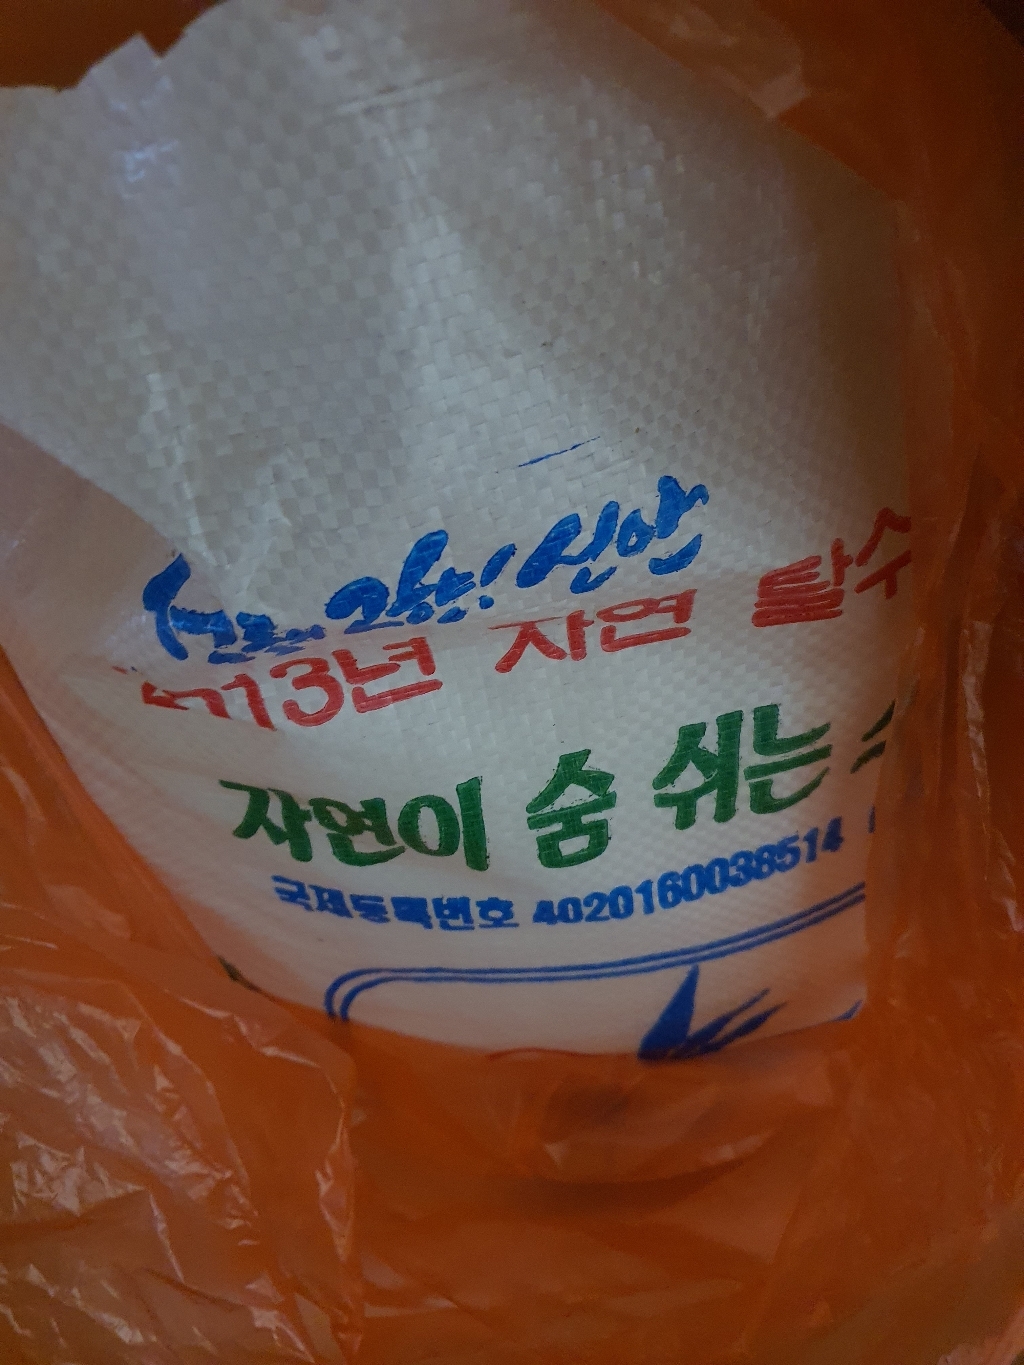 신안
13년 자연 탈수
자연이 숨 쉬는
국제등록번호 4020160038514